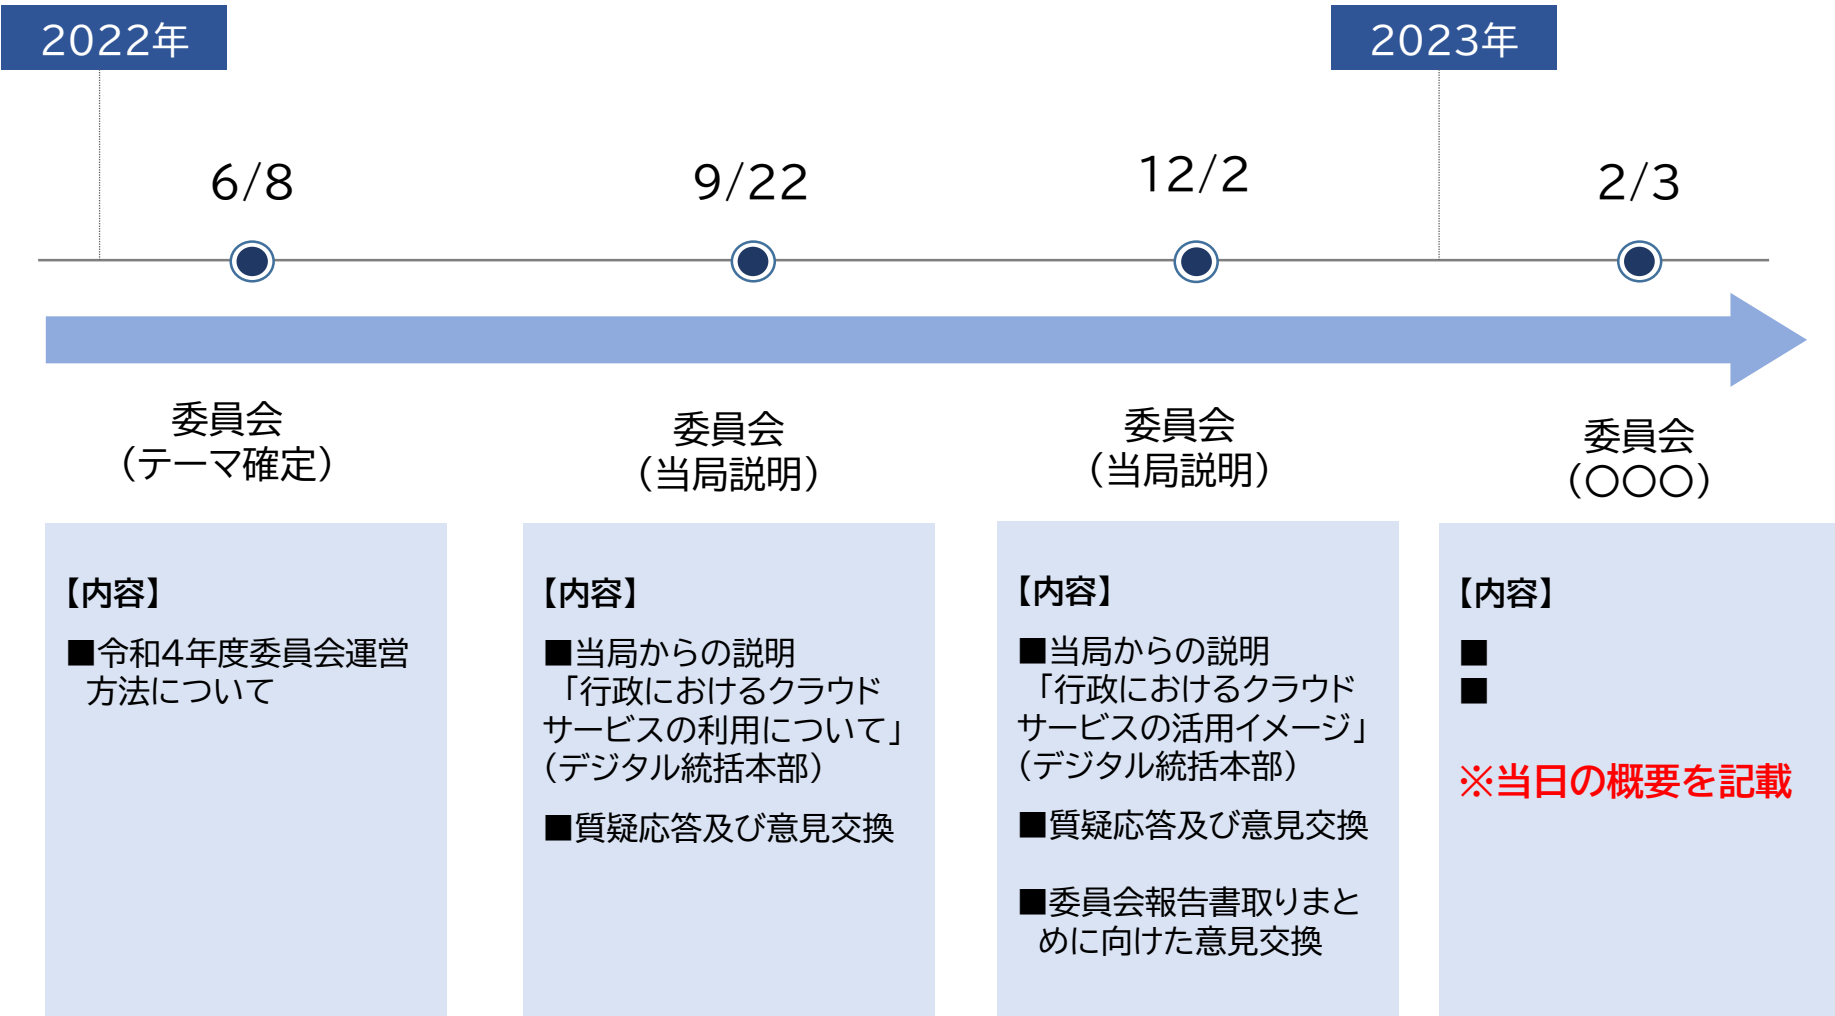 2022年
2023年
6/8
9/22
12/2
2/3
委員会
（テーマ確定）
委員会
（当局説明）
委員会
（当局説明）
委員会
（〇〇〇）
【内容】
■令和4年度委員会運営
方法について
【内容】
■当局からの説明
「行政におけるクラウド
サービスの利用について」
（デジタル統括本部）
■質疑応答及び意見交換
【内容】
■当局からの説明
「行政におけるクラウド
サービスの活用イメージ」
（デジタル統括本部）
■質疑応答及び意見交換
■委員会報告書取りまと
めに向けた意見交換
【内容】
■
■
※当日の概要を記載